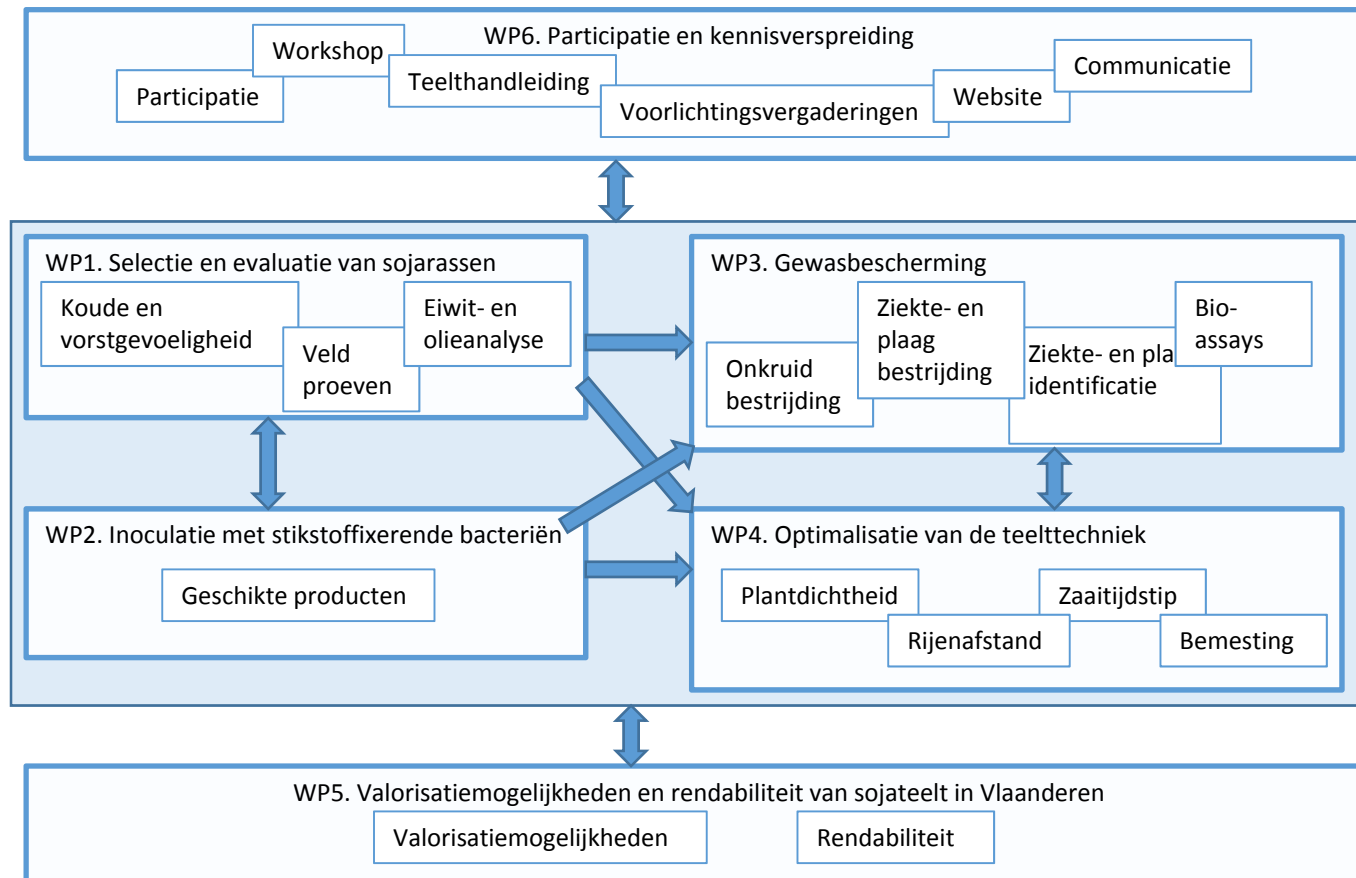 WP6. Participatie en kennisverspreiding
Workshop
Communicatie
Teelthandleiding
Participatie
Website
Voorlichtingsvergaderingen
WP1. Selectie en evaluatie van sojarassen
Koude en
vorstgevoeligheid
Veld
proeven
Eiwit- en
olieanalyse
WP3. Gewasbescherming
Onkruid
bestrijding
Ziekte- en
plaag
bestrijding
Ziekte- en pla
identificatie
Bio-
assays
WP2. Inoculatie met stikstoffixerende bacteriën
Geschikte producten
WP4. Optimalisatie van de teelttechniek
Plantdichtheid
Rijenafstand
Zaaitijdstip
Bemesting
WP5. Valorisatiemogelijkheden en rendabiliteit van sojateelt in Vlaanderen
Valorisatiemogelijkheden
Rendabiliteit